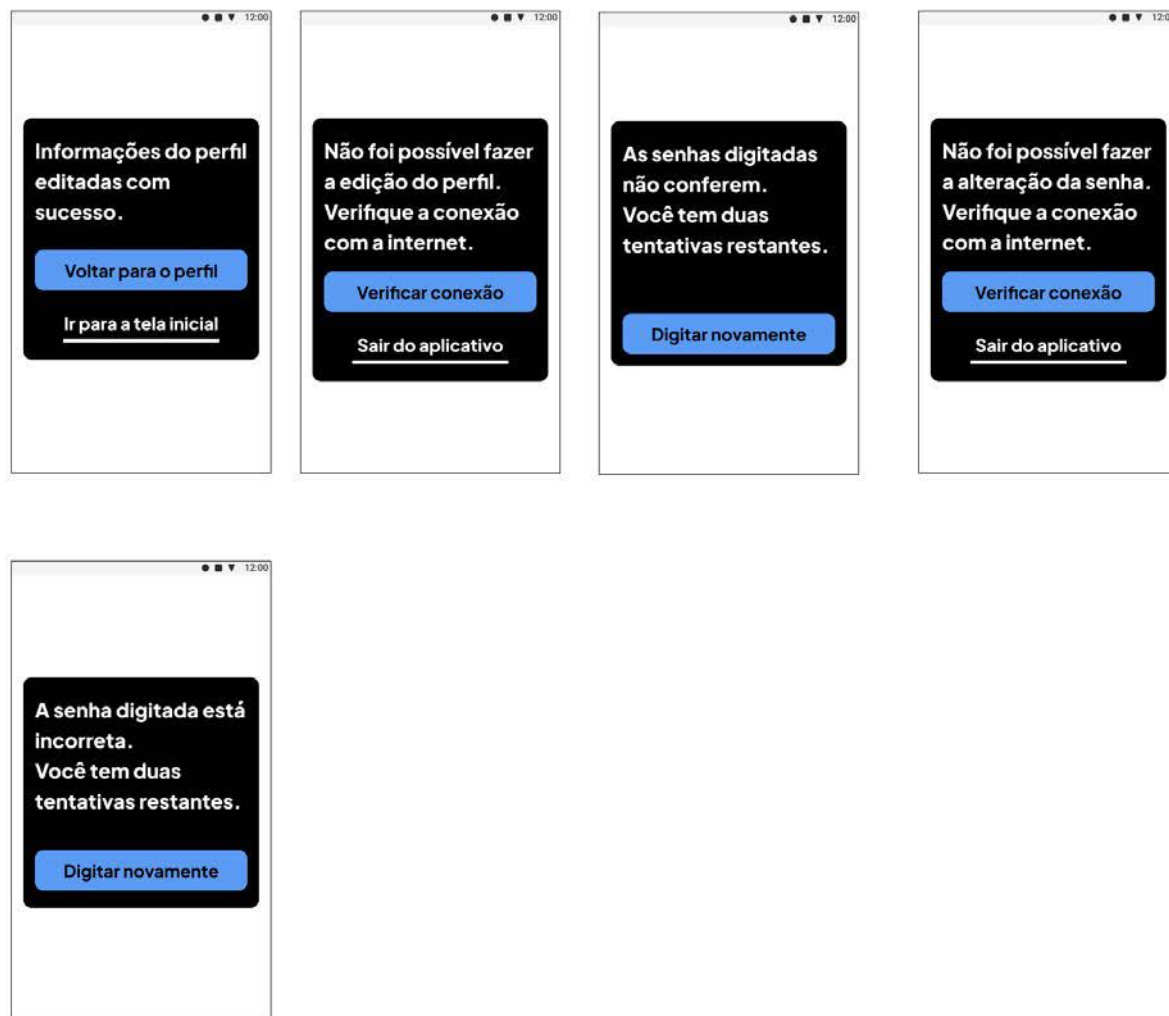 12:00
Informações do perfil
editadas com
sucesso.
Voltar para o perfil
Ir para a tela inicial
12:00
Não foi possível fazer
a edição do perfil.
Verifique a conexão
com a internet.
Verificar conexão
Sair do aplicativo
12:00
As senhas digitadas
não conferem.
Você tem duas
tentativas restantes.
Digitar novamente
12:0
Não foi possível fazer
a alteração da senha.
Verifique a conexão
com a internet.
Verificar conexão
Sair do aplicativo
12:00
A senha digitada está
incorreta.
Você tem duas
tentativas restantes.
Digitar novamente